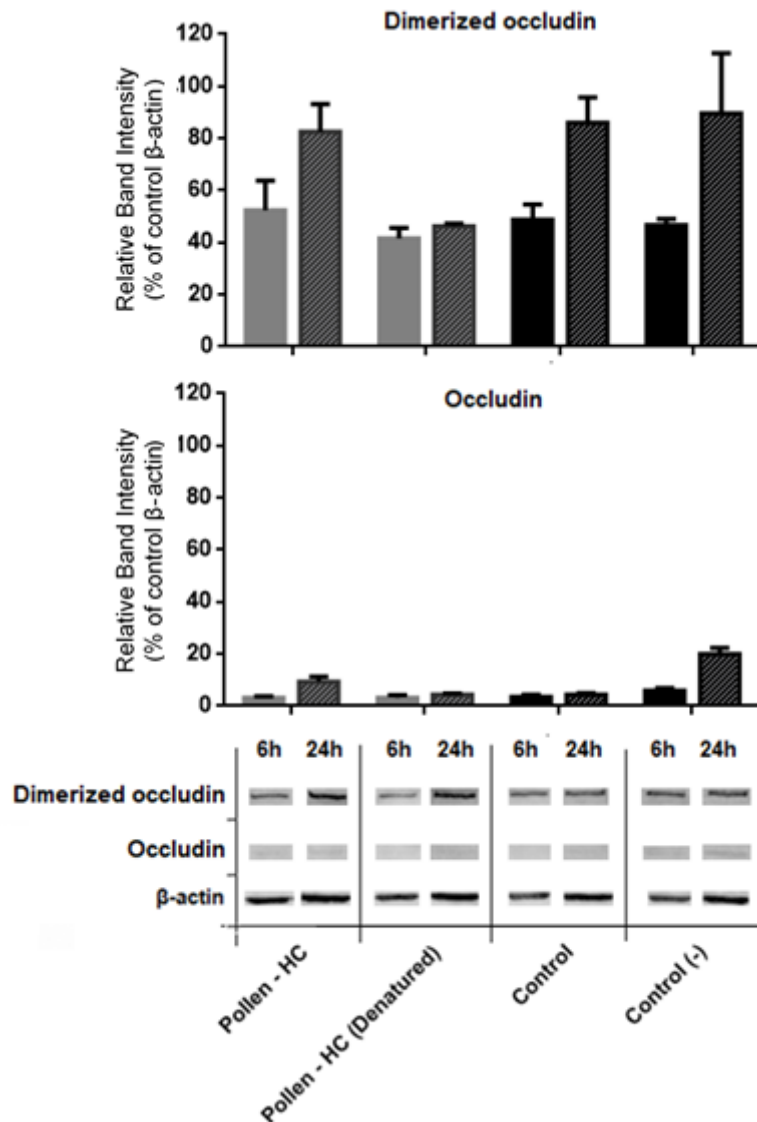 Dimerized occludin
Relative Band Intensity
(% of control β-actin)
120
100
80
60
40
20
0
Occludin
Relative Band Intensity
(% of control β-actin)
120
100
80
60
40
20
0
6h 24h 6h 24h 6h 24h 6h 24h
Dimerized occludin
Occludin
β-actin
Pollen - HC
Pollen - HC (Denatured)
Control
Control (-)